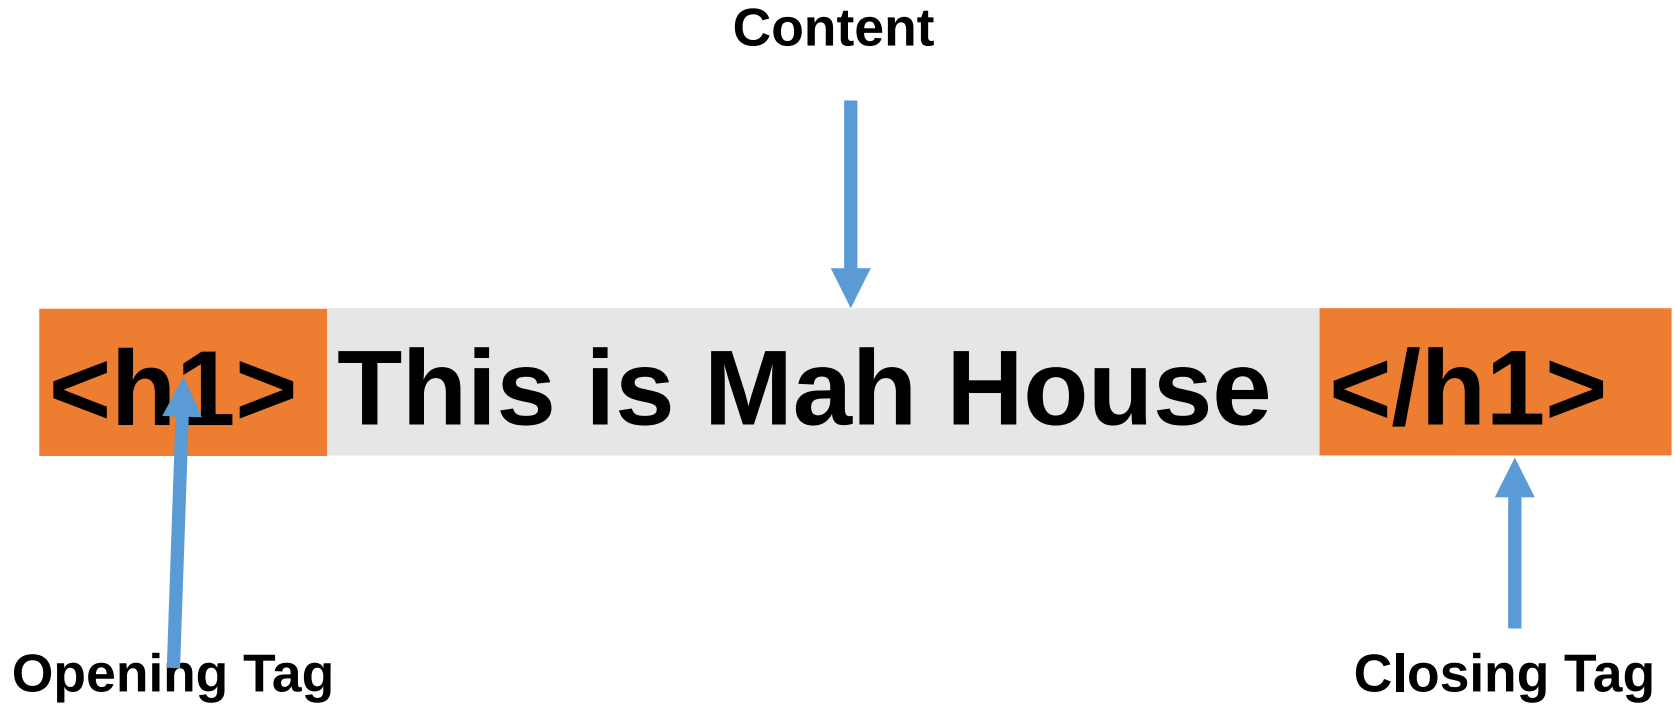 Content
<h1> This is Mah House </h1>
Opening Tag
Closing Tag